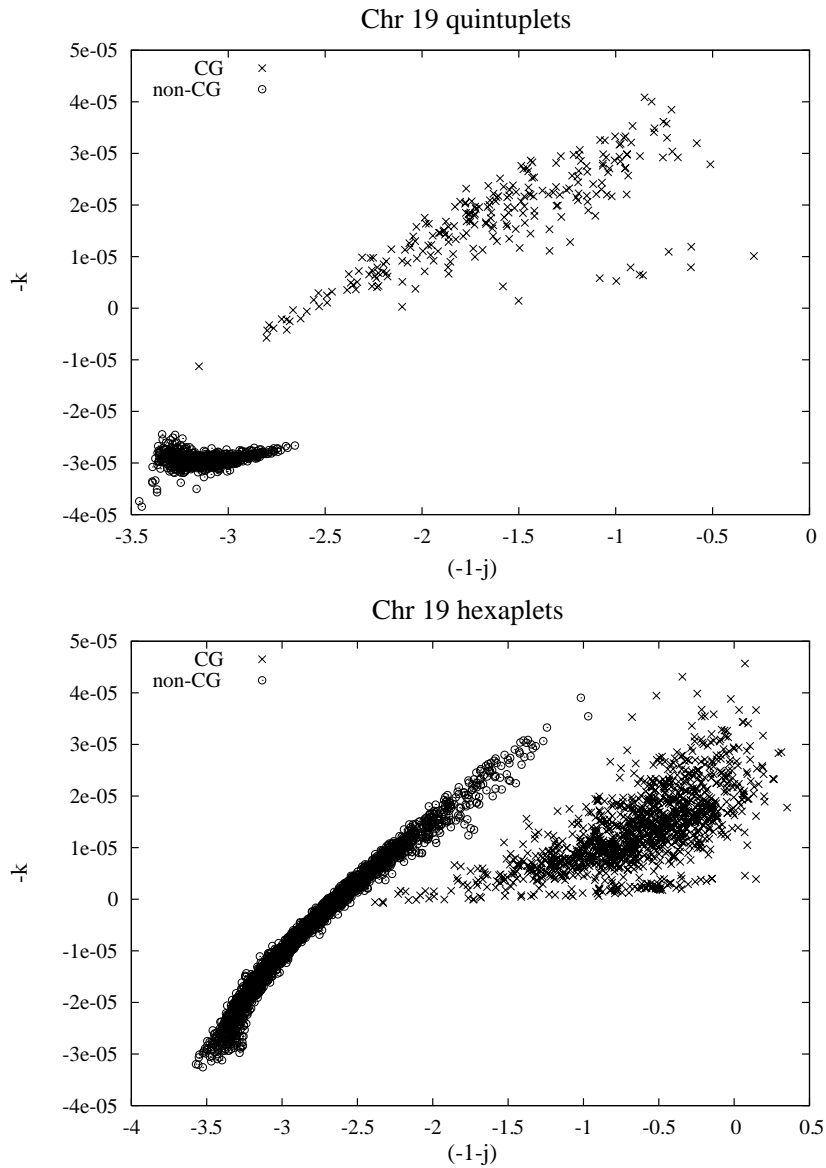 Chr 19 quintuplets
5e-05
CG
non-CG
4e-05
3e-05
2e-05
1e-05
0
-1e-05
-2e-05
-3e-05
-4e-05
-k
-3.5 -3 -2.5 -2 -1.5 -1 -0.5 0
(-1-j)
Chr 19 hexaplets
5e-05
CG
non-CG
4e-05
3e-05
2e-05
1e-05
0
-1e-05
-2e-05
-3e-05
-4e-05
-k
-4 -3.5 -3 -2.5 -2 -1.5 -1 -0.5 0 0.5
(-1-j)